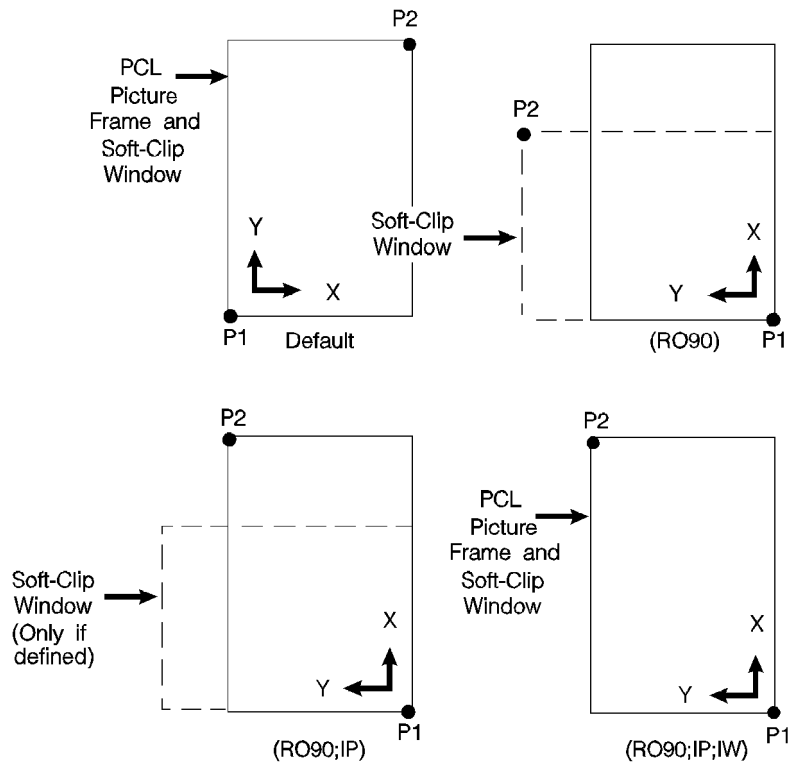 P2
PCL
Picture
Frame and
Soft-Clip
Window
Y
X
P1
Default
P2
Soft-Clip
Window
X
Y
(RO90)
P1
P2
Soft-Clip
Window
(Only if
defined)
X
Y
P1
(RO90;IP)
P2
PCL
Picture
Frame and
Soft-Clip
Window
X
Y
P1
(RO90;IP;IW)